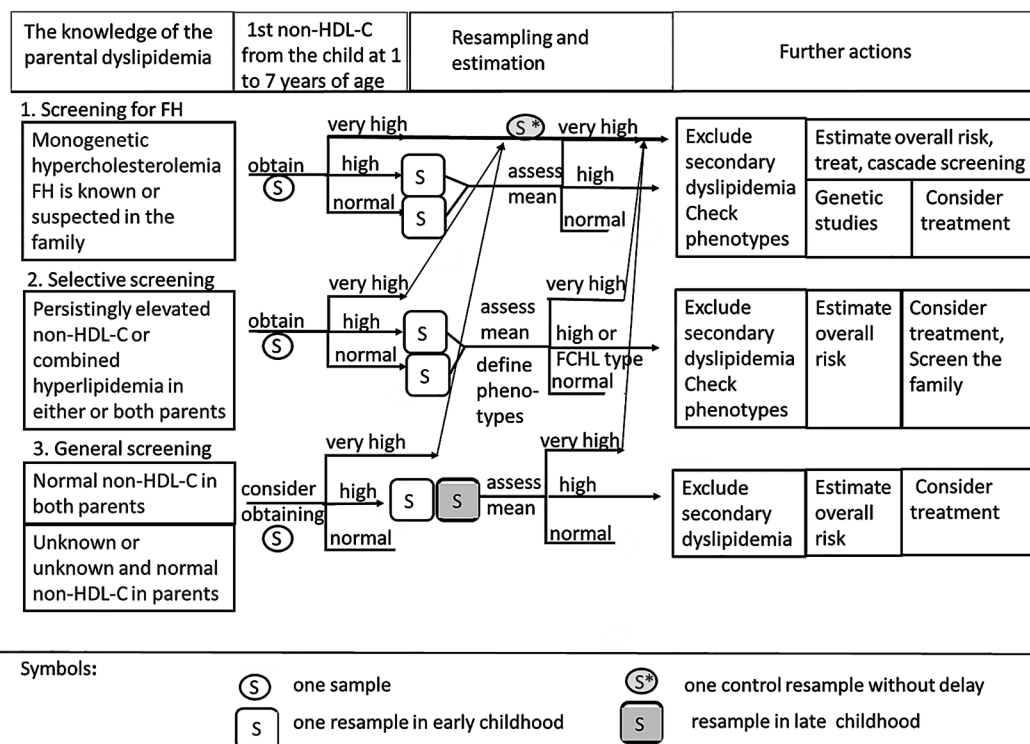 The knowledge of the
parental dyslipidemia
1st non-HDL-C
from the child at 1
to 7 years of age
Resampling and
estimation
Further actions
1. Screening for FH
Monogenetic
hypercholesterolemia
FH is known or
suspected in the
family
obtain
S
very high
high
normal
S
S
S*
assess
mean
very high
high
normal
Exclude
secondary
dyslipidemia
Check
phenotypes
Estimate overall risk,
treat, cascade screening
Genetic
studies
Consider
treatment
2. Selective screening
Persistingly elevated
non-HDL-C or
combined
hyperlipidemia in
either or both parents
obtain
S
very high
high
normal
S
S
assess
mean
define
pheno-
types
very high
high or
FCHL type
normal
Exclude
secondary
dyslipidemia
Check
phenotypes
Estimate
overall
risk
Consider
treatment,
Screen the
family
3. General screening
Normal non-HDL-C in
both parents
Unknown or
unknown and normal
non-HDL-C in parents
consider
obtaining
S
very high
high
normal
S
S
assess
mean
very high
high
normal
Exclude
secondary
dyslipidemia
Estimate
overall
risk
Consider
treatment
Symbols:
S one sample
S one resample in early childhood
S* one control resample without delay
S resample in late childhood